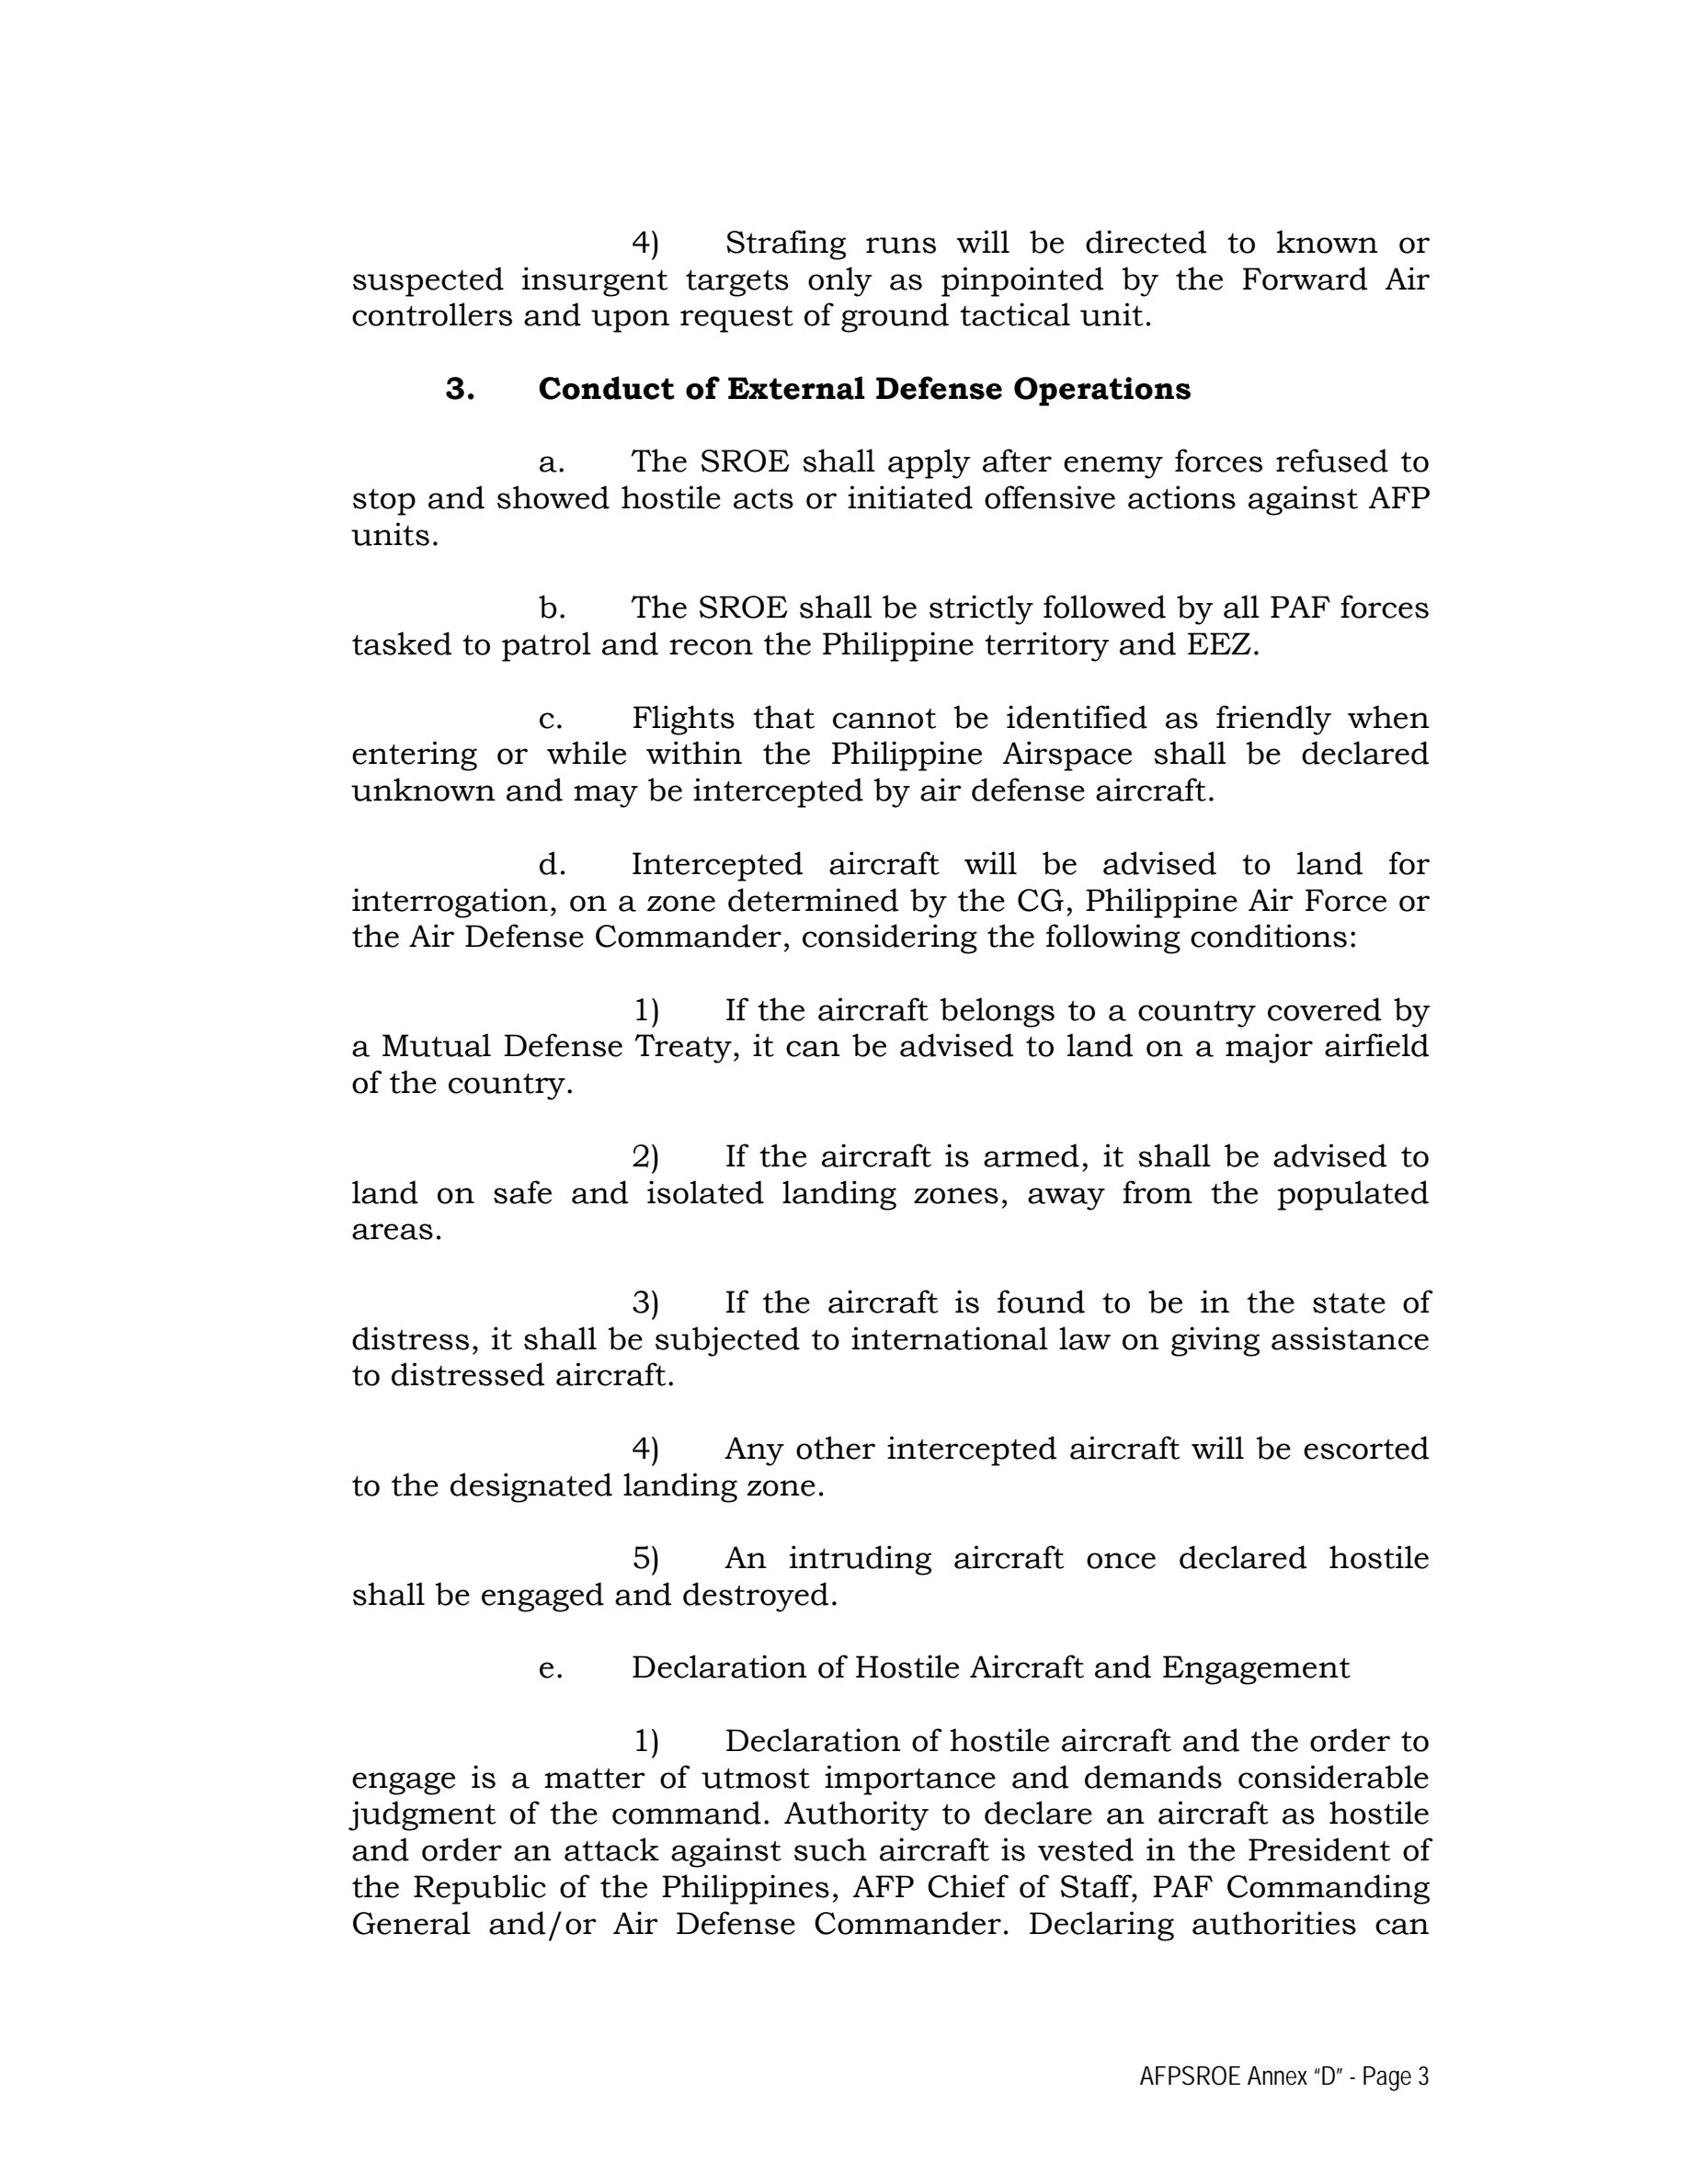 4) Strafing runs will be directed to known or
suspected insurgent targets only as pinpointed by the Forward Air
controllers and upon request of ground tactical unit.
3. Conduct of External Defense Operations
a. The SROE shall apply after enemy forces refused to
stop and showed hostile acts or initiated offensive actions against AFP
units.
b. The SROE shall be strictly followed by all PAF forces
tasked to patrol and recon the Philippine territory and EEZ.
c. Flights that cannot be identified as friendly when
entering or while within the Philippine Airspace shall be declared
unknown and may be intercepted by air defense aircraft.
d. Intercepted aircraft will be advised to land for
interrogation, on a zone determined by the CG, Philippine Air Force or
the Air Defense Commander, considering the following conditions:
1) If the aircraft belongs to a country covered by
a Mutual Defense Treaty, it can be advised to land on a major airfield
of the country.
2) If the aircraft is armed, it shall be advised to
land on safe and isolated landing zones, away from the populated
areas.
3) If the aircraft is found to be in the state of
distress, it shall be subjected to international law on giving assistance
to distressed aircraft.
4) Any other intercepted aircraft will be escorted
to the designated landing zone.
5) An intruding aircraft once declared hostile
shall be engaged and destroyed.
e. Declaration of Hostile Aircraft and Engagement
1) Declaration of hostile aircraft and the order to
engage is a matter of utmost importance and demands considerable
judgment of the command. Authority to declare an aircraft as hostile
and order an attack against such aircraft is vested in the President of
the Republic of the Philippines, AFP Chief of Staff, PAF Commanding
General and/or Air Defense Commander. Declaring authorities can
AFPSROE Annex “D” - Page 3